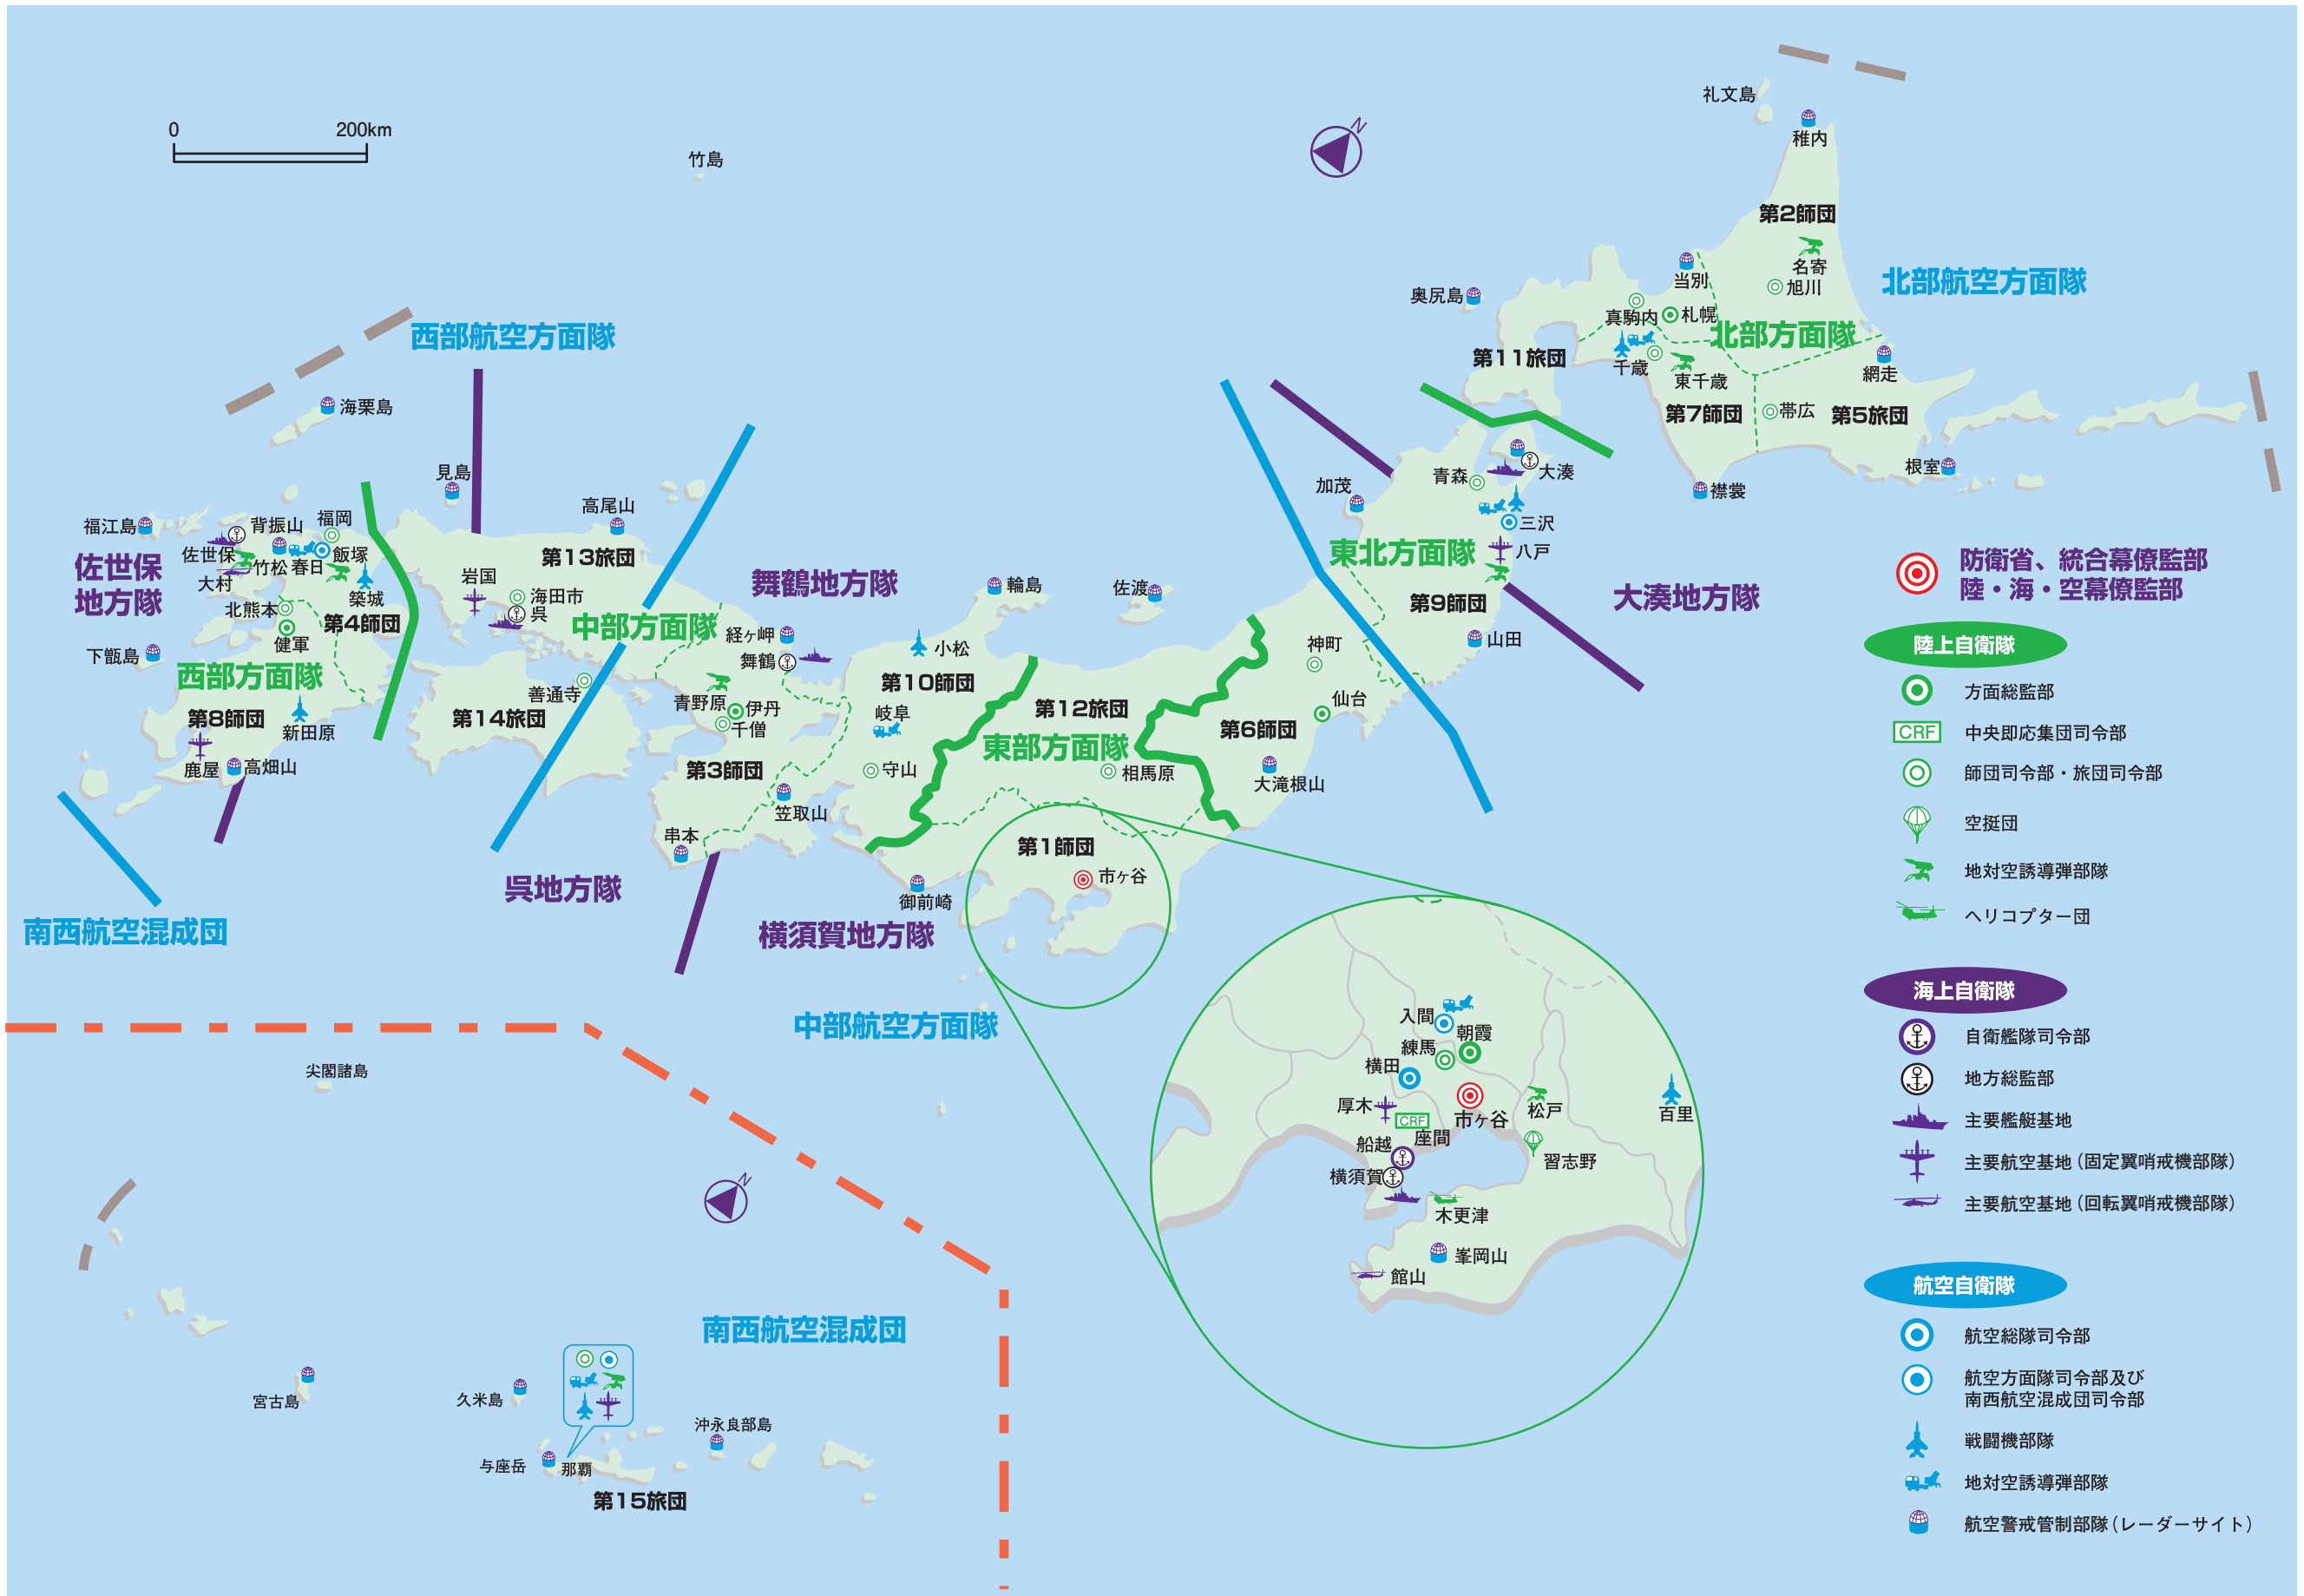 0
200km
竹島
N
礼文島
稚内
第2師団
名寄
旭川
当別
奥尻島
真駒内
札幌
北部方面隊
北部航空方面隊
第11旅団
千歳
東千歳
網走
第7師団
帯広
第5旅団
根室
襟裳
西部航空方面隊
海栗島
見島
高尾山
福江島
背振山
福岡
佐世保
地方隊
佐世保
竹松
春日
飯塚
大村
築城
北熊本
第4師団
健軍
下甑島
西部方面隊
第8師団
新田原
鹿屋
高畑山
南西航空混成団
第13旅団
岩国
海田市
呉
中部方面隊
善通寺
第14旅団
呉地方隊
舞鶴地方隊
経ヶ岬
舞鶴
青野原
伊丹
千僧
第3師団
串本
笠取山
輪島
小松
第10師団
岐阜
守山
佐渡
第12旅団
東部方面隊
相馬原
第1師団
市ヶ谷
御前崎
横須賀地方隊
中部航空方面隊
加茂
青森
大湊
三沢
八戸
東北方面隊
第9師団
大湊地方隊
山田
神町
仙台
第6師団
大滝根山
入間
朝霞
練馬
横田
厚木
CRF
座間
市ヶ谷
松戸
百里
船越
習志野
横須賀
木更津
峯岡山
館山
尖閣諸島
N
南西航空混成団
宮古島
久米島
沖永良部島
与座岳
那覇
第15旅団
防衛省、統合幕僚監部
陸・海・空幕僚監部
陸上自衛隊
方面総監部
CRF
中央即応集団司令部
師団司令部・旅団司令部
空挺団
地対空誘導弾部隊
ヘリコプター団
海上自衛隊
自衛艦隊司令部
地方総監部
主要艦艇基地
主要航空基地（固定翼哨戒機部隊）
主要航空基地（回転翼哨戒機部隊）
航空自衛隊
航空総隊司令部
航空方面隊司令部及び
南西航空混成団司令部
戦闘機部隊
地対空誘導弾部隊
航空警戒管制部隊（レーダーサイト）